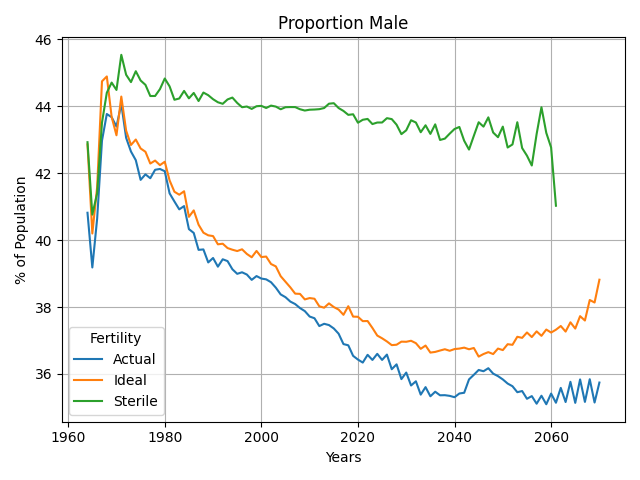 Proportion Male
% of Population
46
44
42
40
38
36
Fertility
Actual
Ideal
Sterile
1960
1980
2000
2020
2040
2060
Years